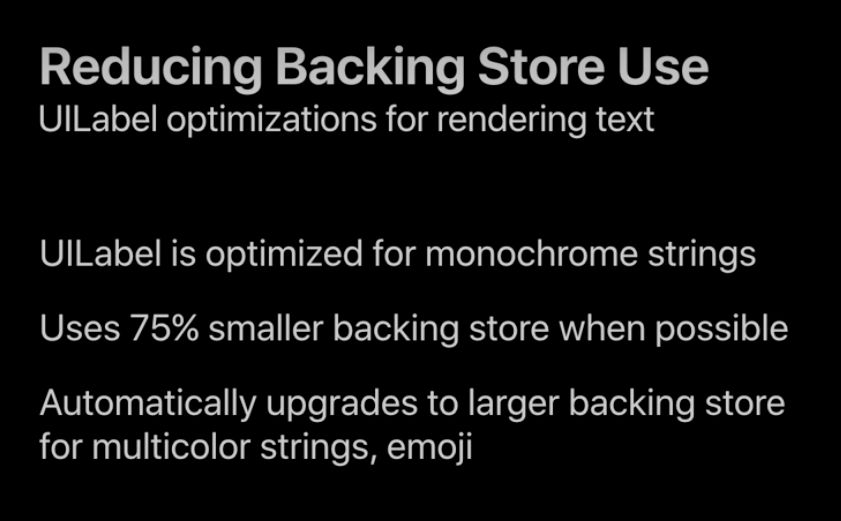 Reducing Backing Store Use
UILabel optimizations for rendering text
UILabel is optimized for monochrome strings
Uses 75% smaller backing store when possible
Automatically upgrades to larger backing store
for multicolor strings, emoji